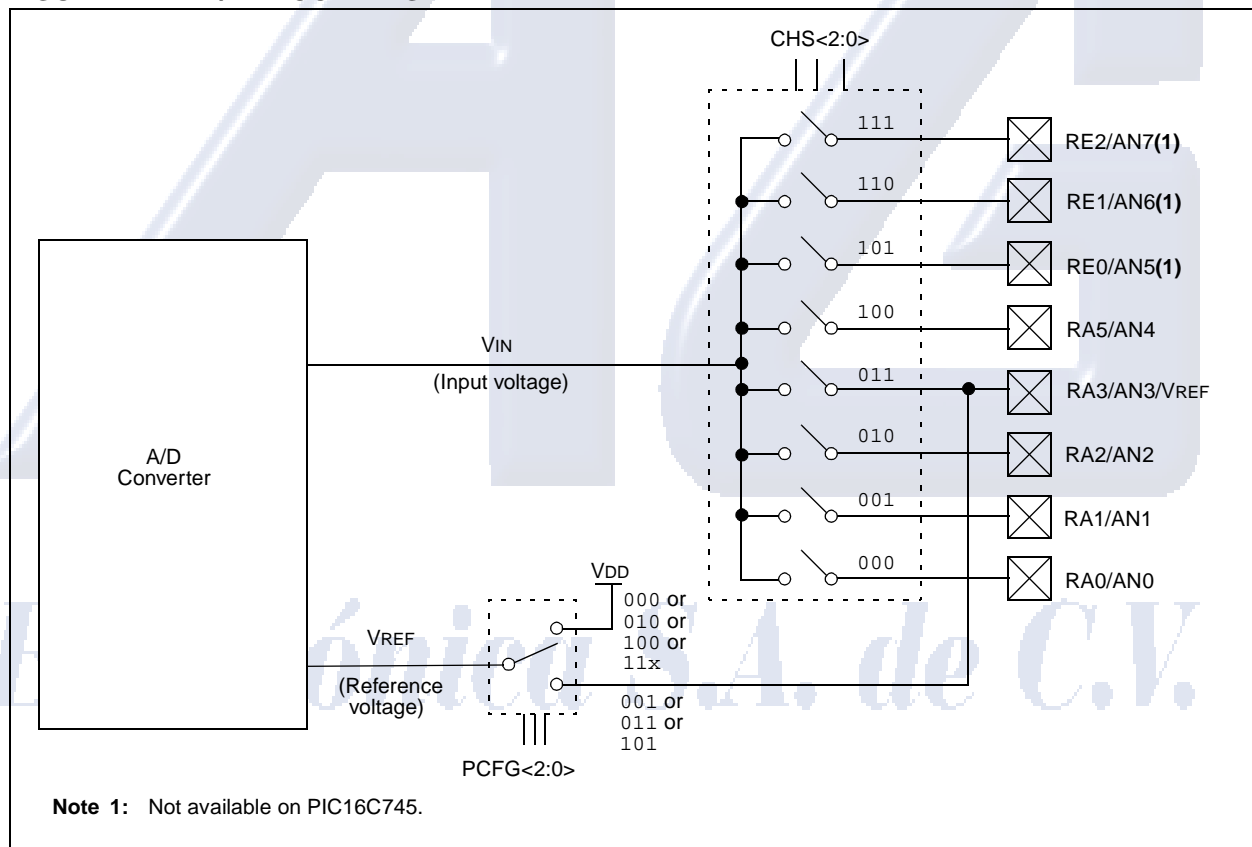 CHS<2:0>
111
RE2/AN7(1)
110
RE1/AN6(1)
101
RE0/AN5(1)
100
RA5/AN4
VIN
(Input voltage)
011
RA3/AN3/VREF
010
RA2/AN2
A/D
Converter
001
RA1/AN1
000
RA0/AN0
VDD
000 or
010 or
100 or
11x
VREF
(Reference
voltage)
001 or
011 or
101
PCFG<2:0>
S.A. de C.V.
Note 1: Not available on PIC16C745.